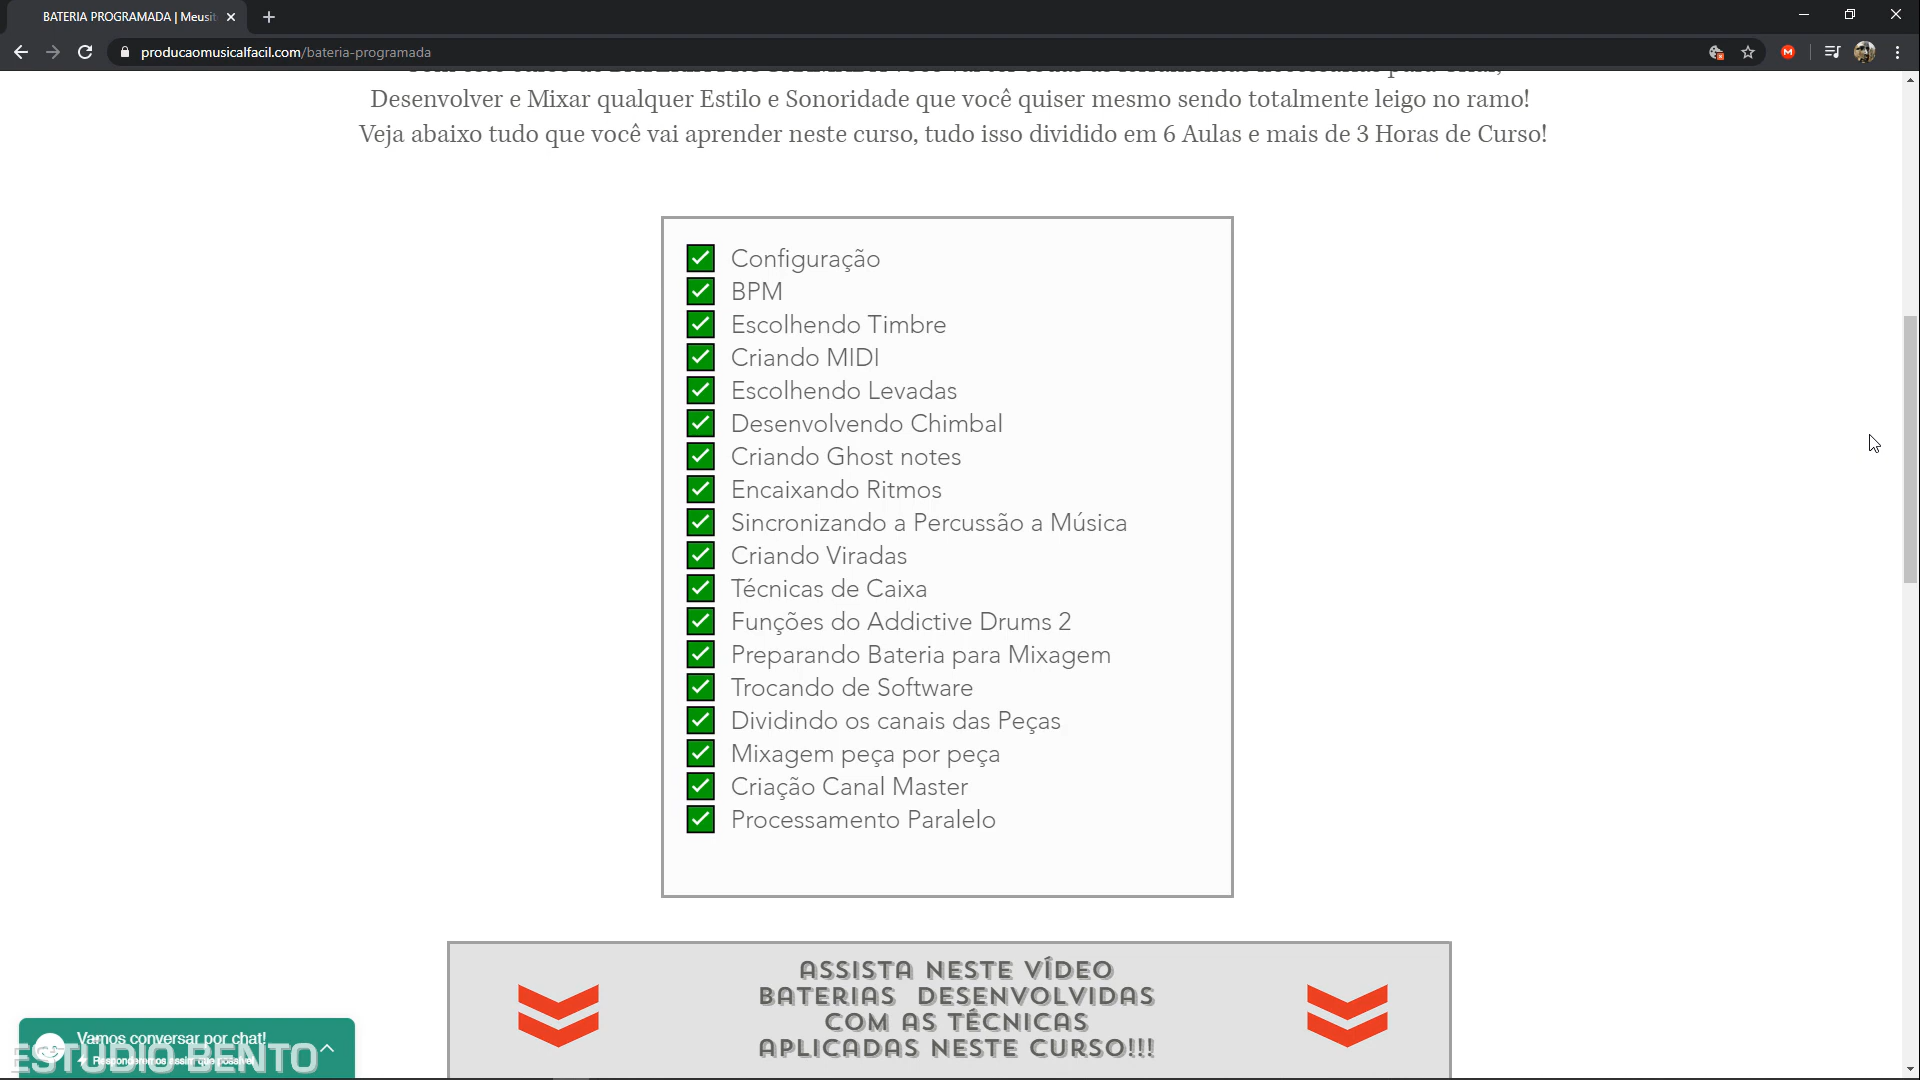 BATERIA PROGRAMADA | Meusit
producaomusicalfacil.com/bateria-programada
Desenvolver e Mixar qualquer Estilo e Sonoridade que você quiser mesmo sendo totalmente leigo no ramo!
Veja abaixo tudo que você vai aprender neste curso, tudo isso dividido em 6 Aulas e mais de 3 Horas de Curso!
Configuração
BPM
Escolhendo Timbre
Criando MIDI
Escolhendo Levadas
Desenvolvendo Chimbal
Criando Ghost notes
Encaixando Ritmos
Sincronizando a Percussão a Música
Criando Viradas
Técnicas de Caixa
Funções do Addictive Drums 2
Preparando Bateria para Mixagem
Trocando de Software
Dividindo os canais das Peças
Mixagem peça por peça
Criação Canal Master
Processamento Paralelo
ASSISTA NESTE VÍDEO
BATERIAS DESENVOLVIDAS
COM AS TÉCNICAS
APLICADAS NESTE CURSO!!!
Vamos conversar por chat!
ESTUDIO BENTO